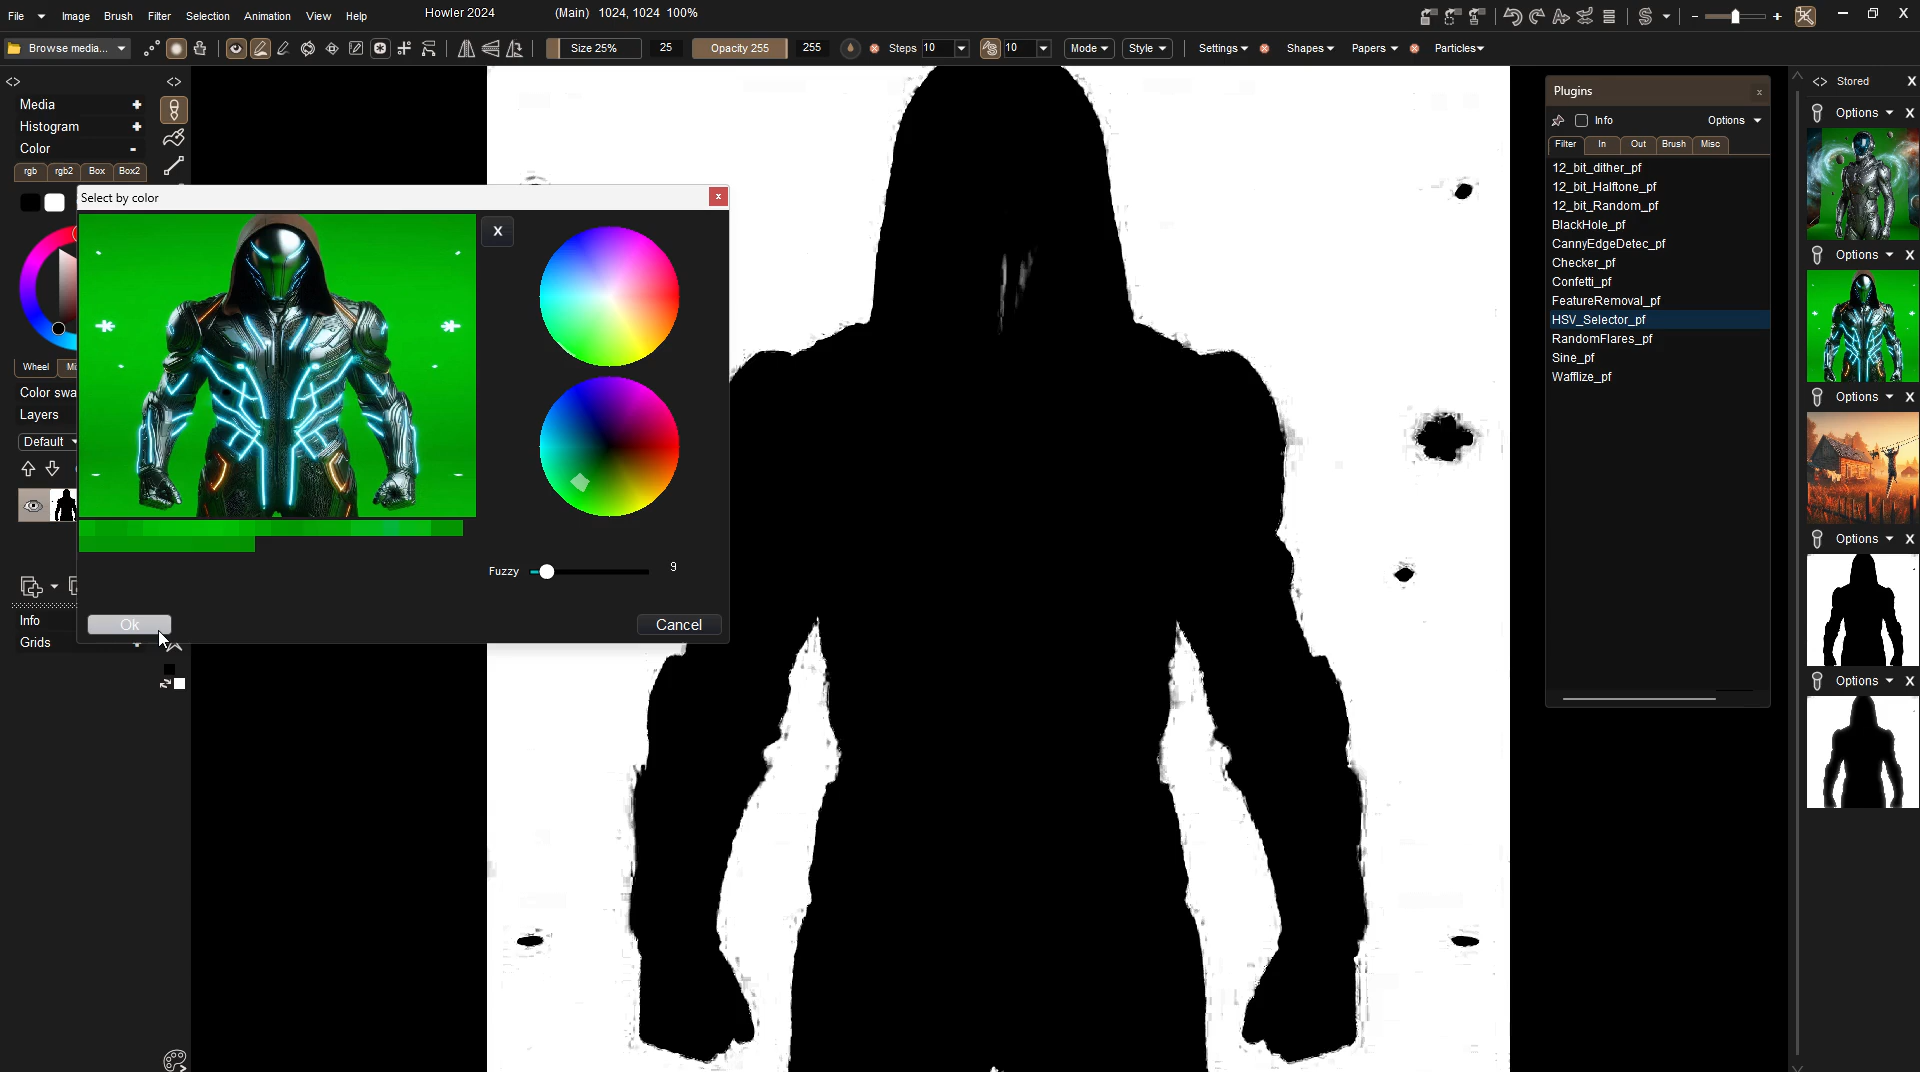 File Image Brush Filter Selection Animation View Help Howler 2024 (Main) 1024, 1024 100%
Browse media... Size 25% 25 Opacity 255 255 Steps 10 10 Mode Style Settings Shapes Papers Particles
Media
Histogram
Color
rgb rgb2 Box Box2
Select by color
x
X
Fuzzy 9
Ok Cancel
Wheel Mi
Color swa
Layers
Default
Info
Grids
Plugins x
Info Options
Filter In Out Brush Misc
12_bit_dither_pf
12_bit_Halftone_pf
12_bit_Random_pf
BlackHole_pf
CannyEdgeDetec_pf
Checker_pf
Confetti_pf
FeatureRemoval_pf
HSV_Selector_pf
RandomFlares_pf
Sine_pf
Wafflize_pf
Stored X
Options X
Options X
Options X
Options X
Options X